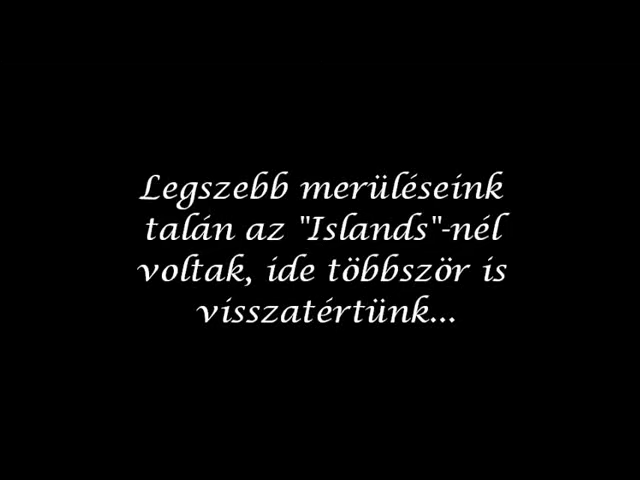 Legszebb merüléseink
talán az "Islands"-nél
voltak, ide többször is
visszatértünk...